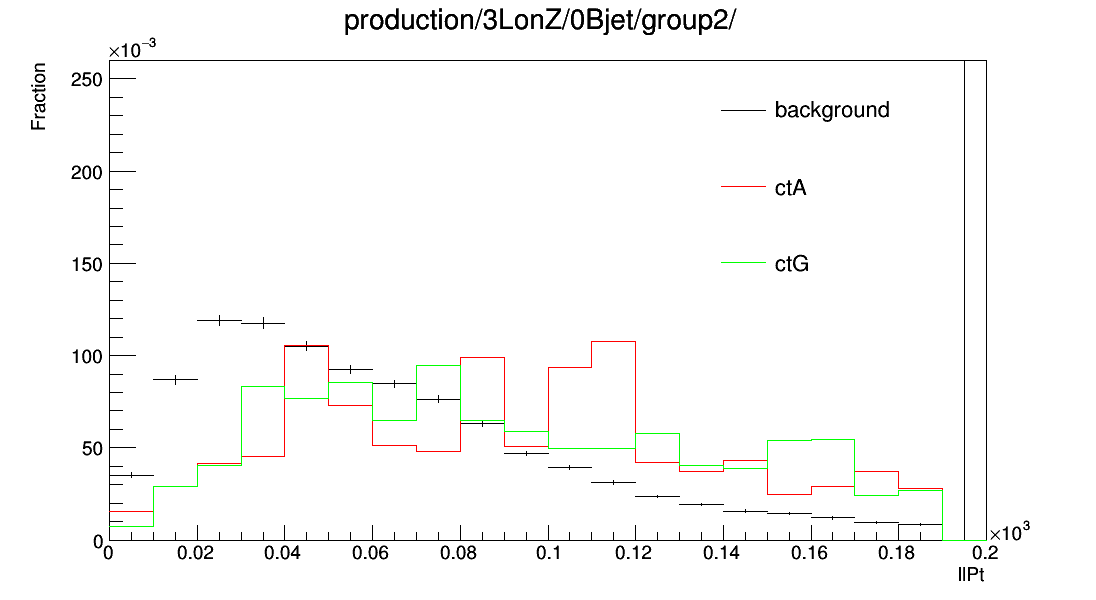 production/3LonZ/0Bjet/group2/
×10⁻³
Fraction
250
200
150
100
50
0
background
ctA
ctG
0 0.02 0.04 0.06 0.08 0.1 0.12 0.14 0.16 0.18 0.2
×10³
llPt